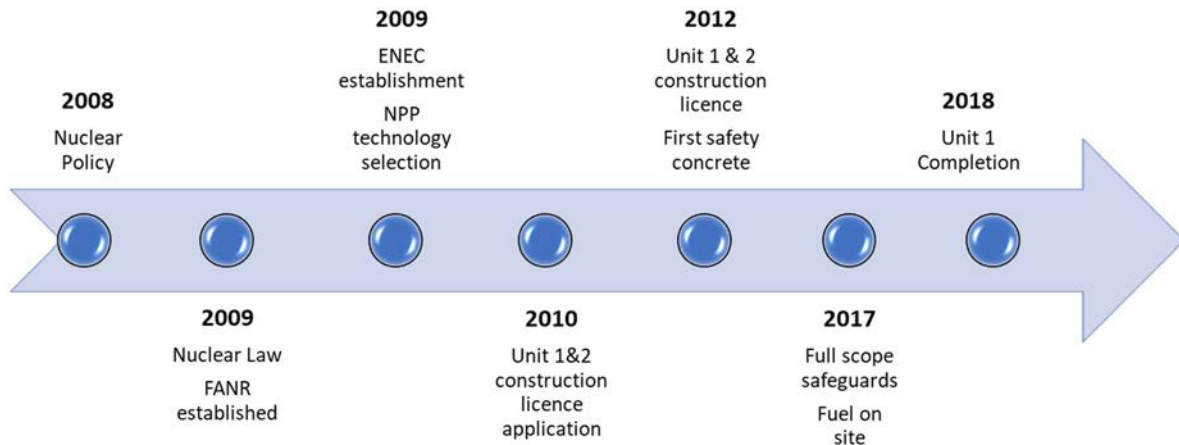 2008
Nuclear
Policy
2009
Nuclear Law
FANR
established
2009
ENEC
establishment
NPP
technology
selection
2010
Unit 1&2
construction
licence
application
2012
Unit 1 & 2
construction
licence
First safety
concrete
2017
Full scope
safeguards
Fuel on
site
2018
Unit 1
Completion